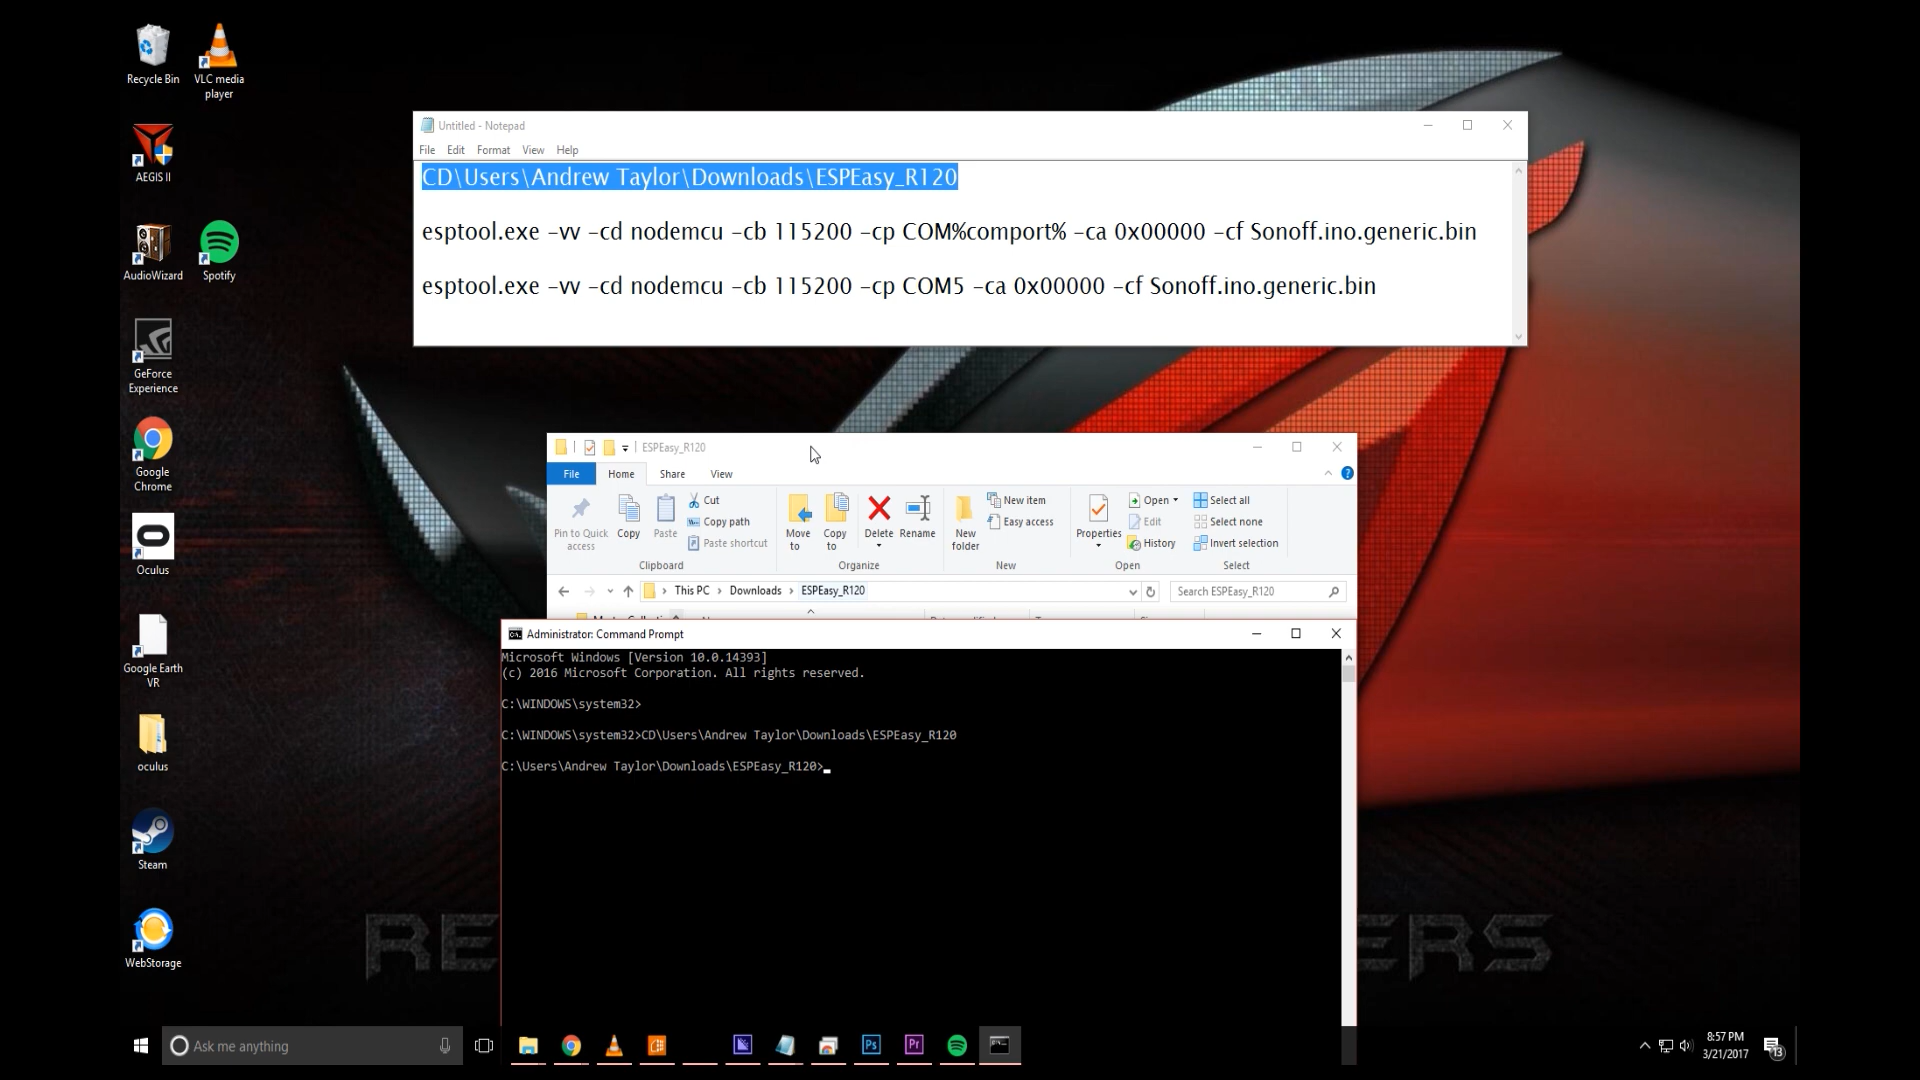 Recycle Bin
VLC media
player
AEGIS II
AudioWizard
Spotify
GeForce
Experience
Google
Chrome
Oculus
Google Earth
VR
oculus
Steam
WebStorage
Untitled - Notepad
File Edit Format View Help
CD\Users\Andrew Taylor\Downloads\ESPEasy_R120
esptool.exe -vv -cd nodemcu -cb 115200 -cp COM%comport% -ca 0x00000 -cf Sonoff.ino.generic.bin
esptool.exe -vv -cd nodemcu -cb 115200 -cp COM5 -ca 0x00000 -cf Sonoff.ino.generic.bin
ESPEasy_R120
File Home Share View
Pin to Quick
access
Copy
Paste
Cut
Copy path
Paste shortcut
Clipboard
Move
to
Copy
to
Delete
Rename
Organize
New
folder
New item
Easy access
New
Properties
Open
Edit
History
Open
Select all
Select none
Invert selection
Select
This PC > Downloads > ESPEasy_R120
Search ESPEasy_R120
Administrator: Command Prompt
Microsoft Windows [Version 10.0.14393]
(c) 2016 Microsoft Corporation. All rights reserved.
C:\WINDOWS\system32>
C:\WINDOWS\system32>CD\Users\Andrew Taylor\Downloads\ESPEasy_R120
C:\Users\Andrew Taylor\Downloads\ESPEasy_R120>
RE
ERS
Ask me anything
Ps
Pr
8:57 PM
3/21/2017
13